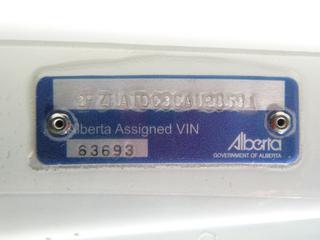 Alberta Assigned VIN
63693
Alberta
GOVERNMENT OF ALBERTA